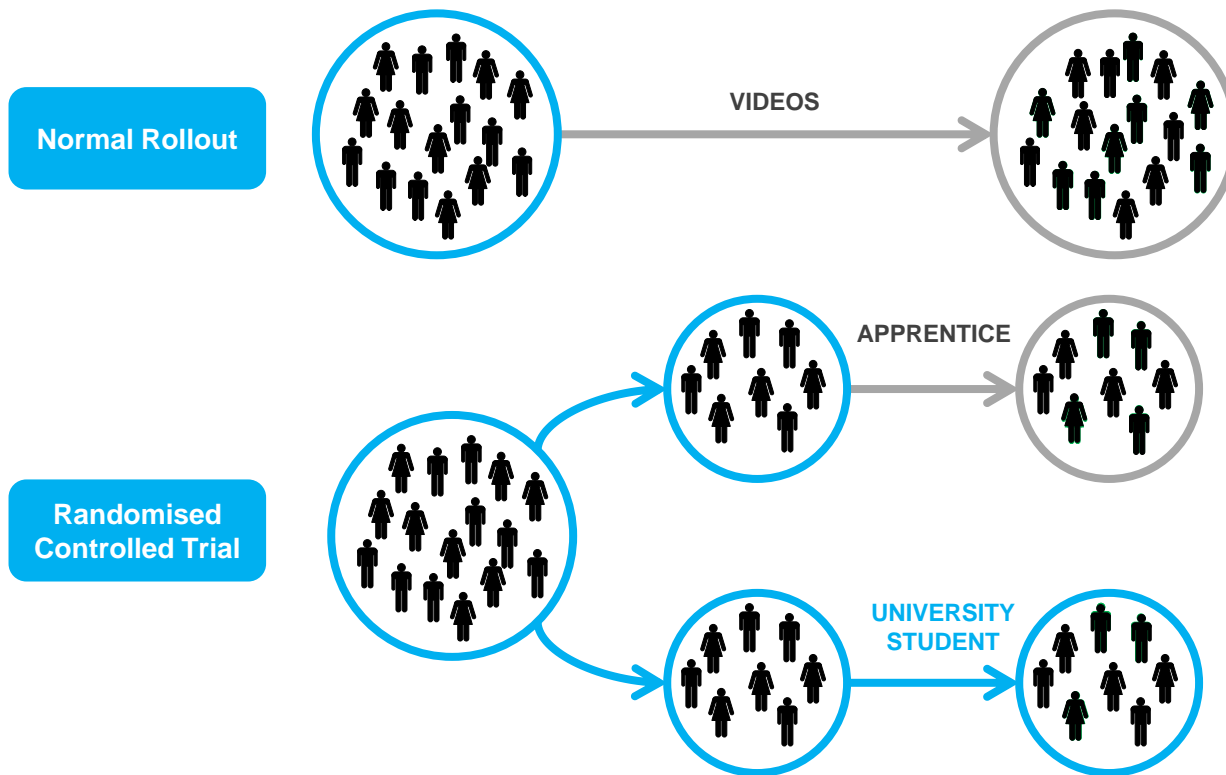 Normal Rollout
VIDEOS
APPRENTICE
Randomised
Controlled Trial
UNIVERSITY
STUDENT